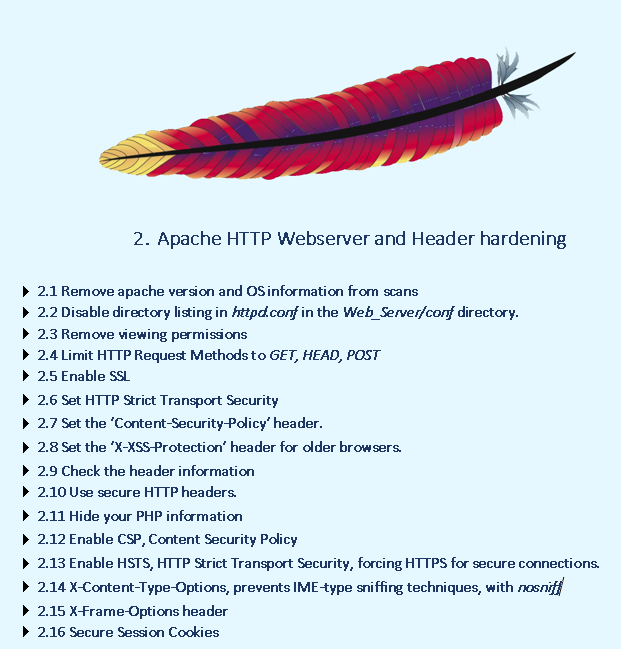 2. Apache HTTP Webserver and Header hardening
2.1 Remove apache version and OS information from scans
2.2 Disable directory listing in httpd.conf in the Web_Server/conf directory.
2.3 Remove viewing permissions
2.4 Limit HTTP Request Methods to GET, HEAD, POST
2.5 Enable SSL
2.6 Set HTTP Strict Transport Security
2.7 Set the ‘Content-Security-Policy’ header.
2.8 Set the ‘X-XSS-Protection’ header for older browsers.
2.9 Check the header information
2.10 Use secure HTTP headers.
2.11 Hide your PHP information
2.12 Enable CSP, Content Security Policy
2.13 Enable HSTS, HTTP Strict Transport Security, forcing HTTPS for secure connections.
2.14 X-Content-Type-Options, prevents IME-type sniffing techniques, with nosniff
2.15 X-Frame-Options header
2.16 Secure Session Cookies